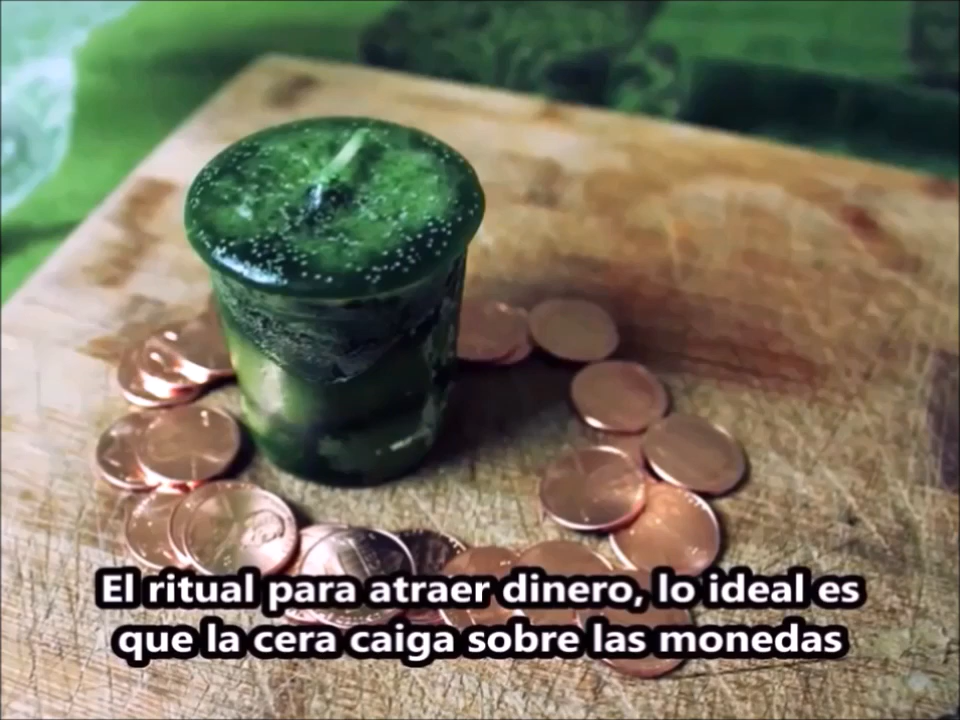 El ritual para atraer dinero, lo ideal es
que la cera caiga sobre las monedas